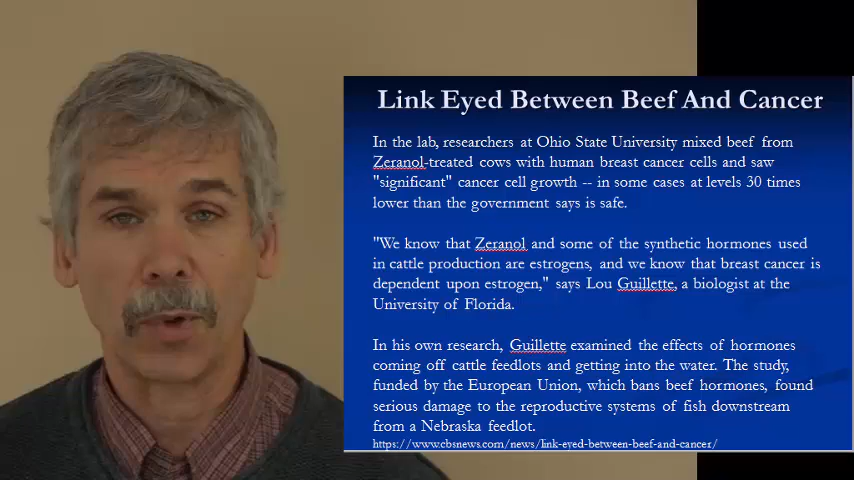 Link Eyed Between Beef And Cancer
In the lab, researchers at Ohio State University mixed beef from
Zeranol-treated cows with human breast cancer cells and saw
"significant" cancer cell growth -- in some cases at levels 30 times
lower than the government says is safe.
"We know that Zeranol and some of the synthetic hormones used
in cattle production are estrogens, and we know that breast cancer is
dependent upon estrogen," says Lou Guillette, a biologist at the
University of Florida.
In his own research, Guillette examined the effects of hormones
coming off cattle feedlots and getting into the water. The study,
funded by the European Union, which bans beef hormones, found
serious damage to the reproductive systems of fish downstream
from a Nebraska feedlot.
https://www.cbsnews.com/news/link-eyed-between-beef-and-cancer/